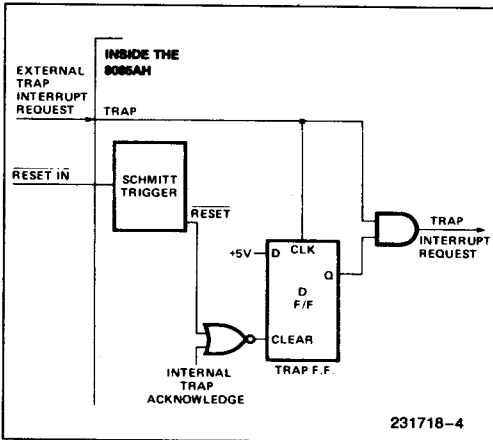 INSIDE THE
8085AH
EXTERNAL
TRAP
INTERRUPT
REQUEST
TRAP
RESET IN
SCHMITT
TRIGGER
RESET
TRAP
INTERRUPT
REQUEST
+5V
D
CLK
Q
D
F/F
CLEAR
TRAP F.F.
INTERNAL
TRAP
ACKNOWLEDGE
231718-4